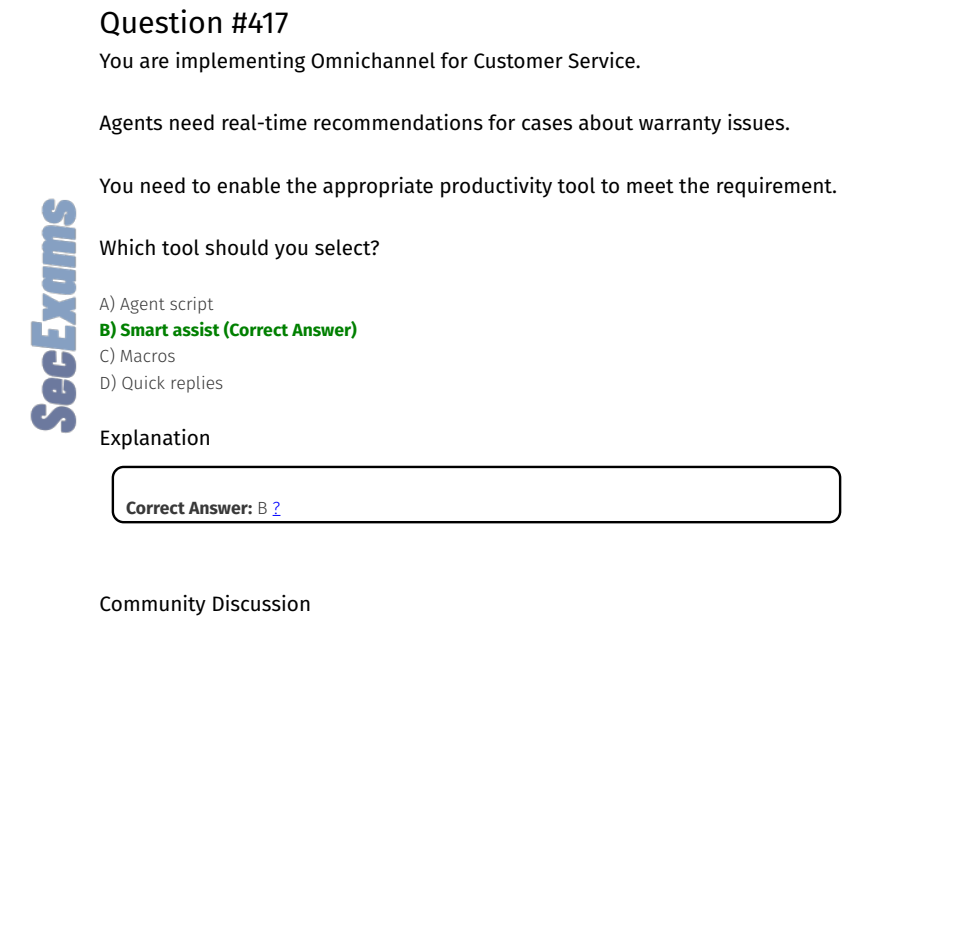 Question #417
You are implementing Omnichannel for Customer Service.
Agents need real-time recommendations for cases about warranty issues.
You need to enable the appropriate productivity tool to meet the requirement.
Which tool should you select?
SecExams
A) Agent script
B) Smart assist (Correct Answer)
C) Macros
D) Quick replies
Explanation
Correct Answer: B ?
Community Discussion